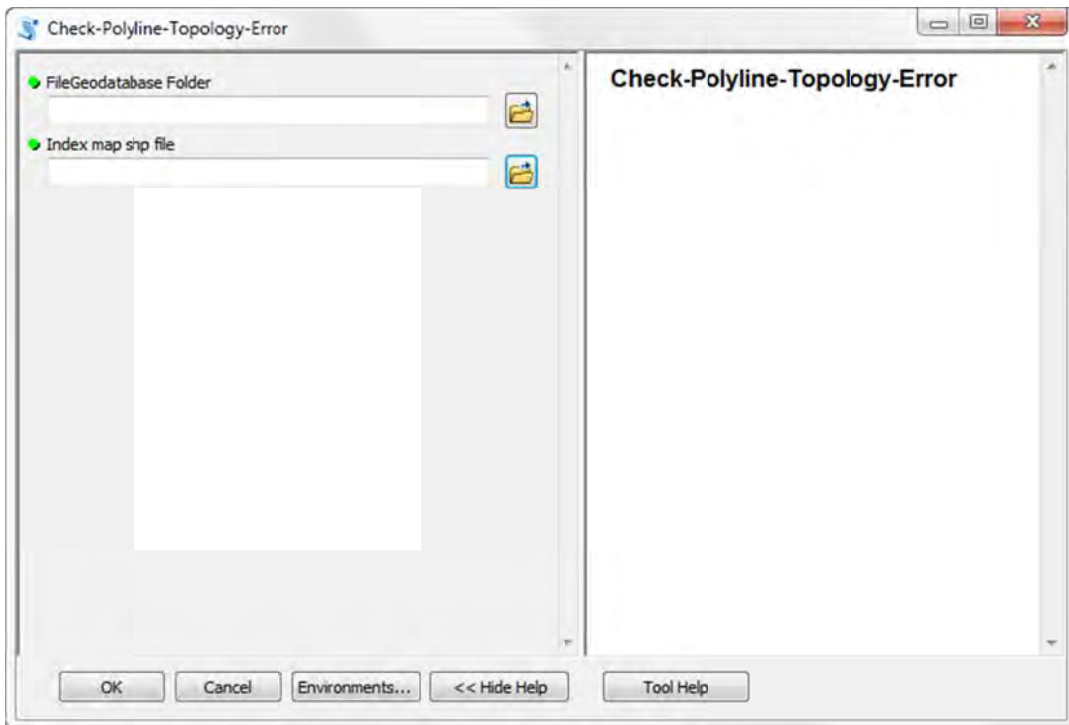 Check-Polyline-Topology-Error
FileGeodatabase Folder
Index map shp file
Check-Polyline-Topology-Error
OK
Cancel
Environments...
<< Hide Help
Tool Help